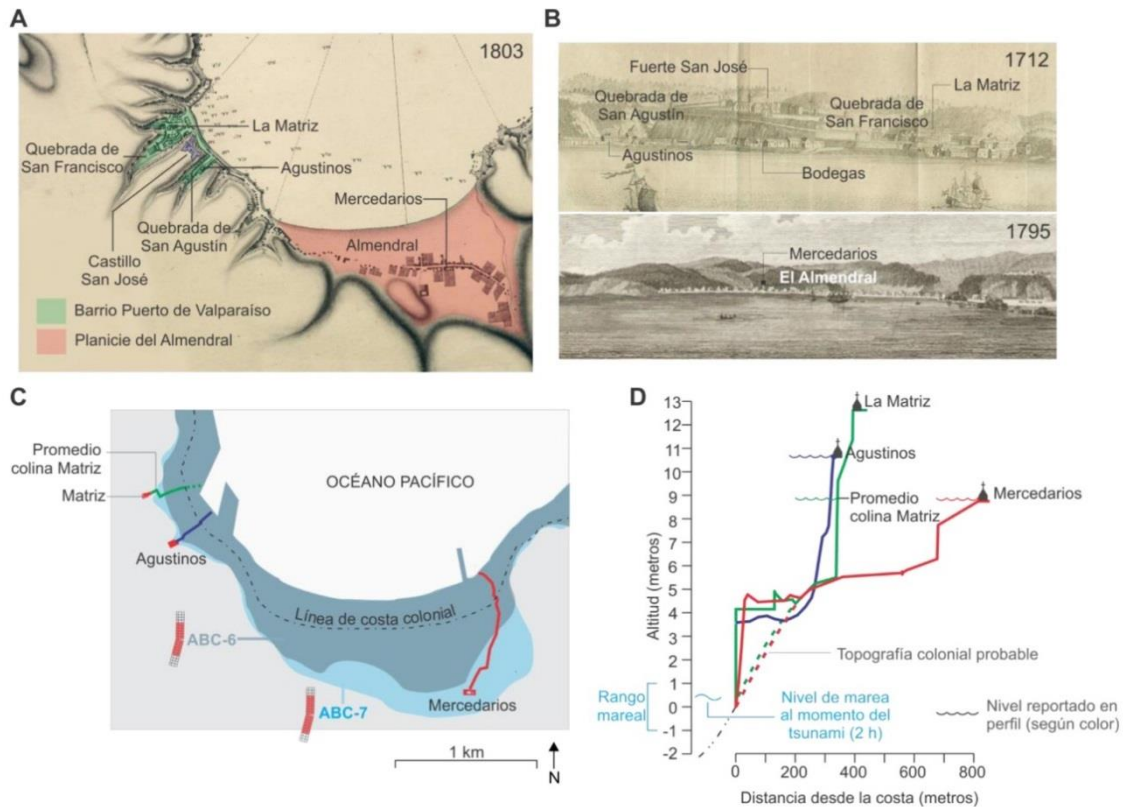 A
1803
La Matriz
Quebrada de
San Francisco
Agustinos
Mercedarios
Quebrada de
San Agustín
Almendral
Castillo
San José
Barrio Puerto de Valparaíso
Planicie del Almendral
B
1712
Fuerte San José
La Matriz
Quebrada de
San Agustín
Quebrada de
San Francisco
Agustinos
Bodegas
1795
Mercedarios
El Almendral
C
Promedio
colina Matriz
Matriz
OCÉANO PACÍFICO
Agustinos
Línea de costa colonial
ABC-6
ABC-7
Mercedarios
1 km
N
D
13
12
11
10
9
8
7
6
5
4
3
2
1
0
-1
-2
Altitud (metros)
La Matriz
Agustinos
Promedio
colina Matriz
Mercedarios
Topografía colonial probable
Rango
mareal
Nivel de marea
al momento del
tsunami (2 h)
Nivel reportado en
perfil (según color)
0
200
400
600
800
Distancia desde la costa (metros)